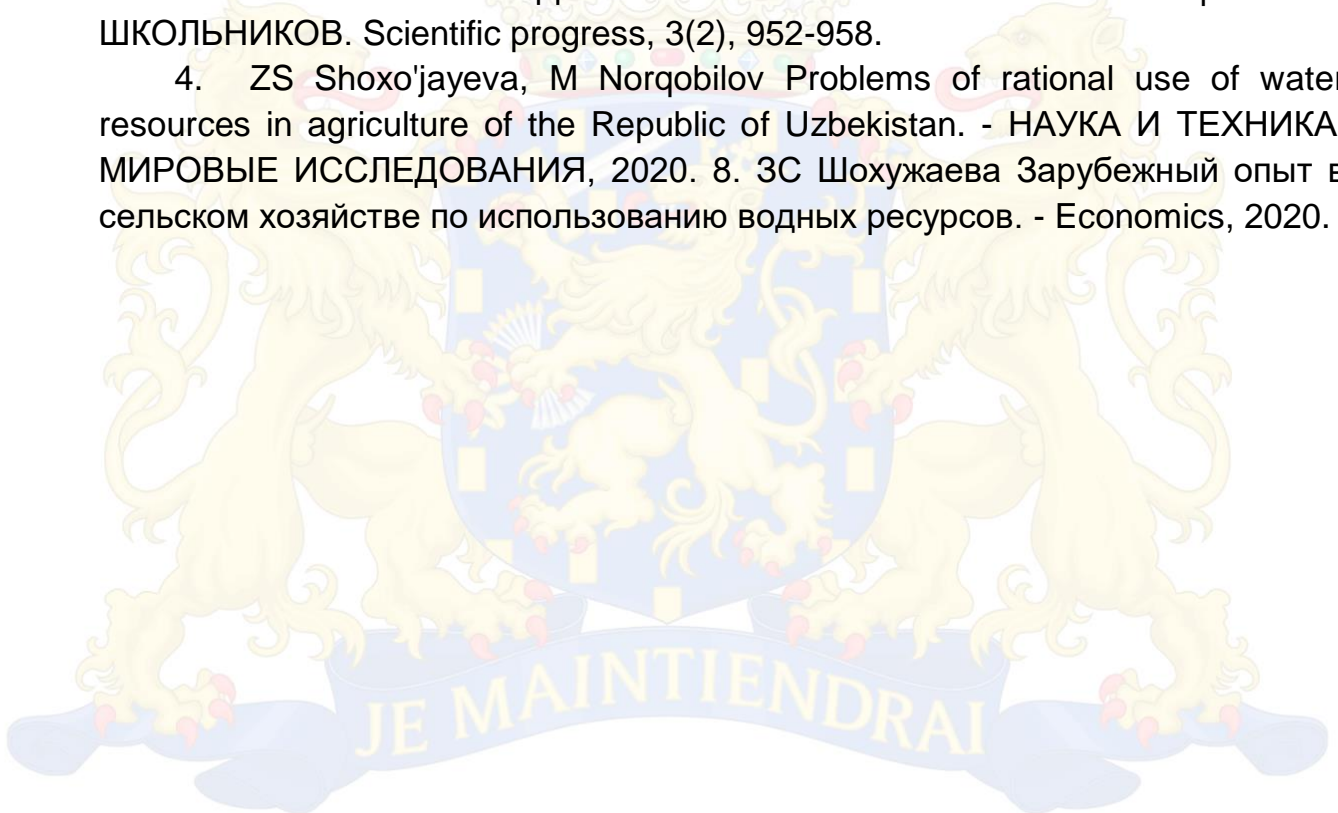 ШКОЛЬНИКОВ. Scientific progress, 3(2), 952-958.
4. ZS Shoxo'jayeva, M Norqobilov Problems of rational use of water
resources in agriculture of the Republic of Uzbekistan. - НАУКА И ТЕХНИКА
МИРОВЫЕ ИССЛЕДОВАНИЯ, 2020. 8. ЗС Шохужаева Зарубежный опыт в
сельском хозяйстве по использованию водных ресурсов. - Economics, 2020.
JE MAINTIENDRAI